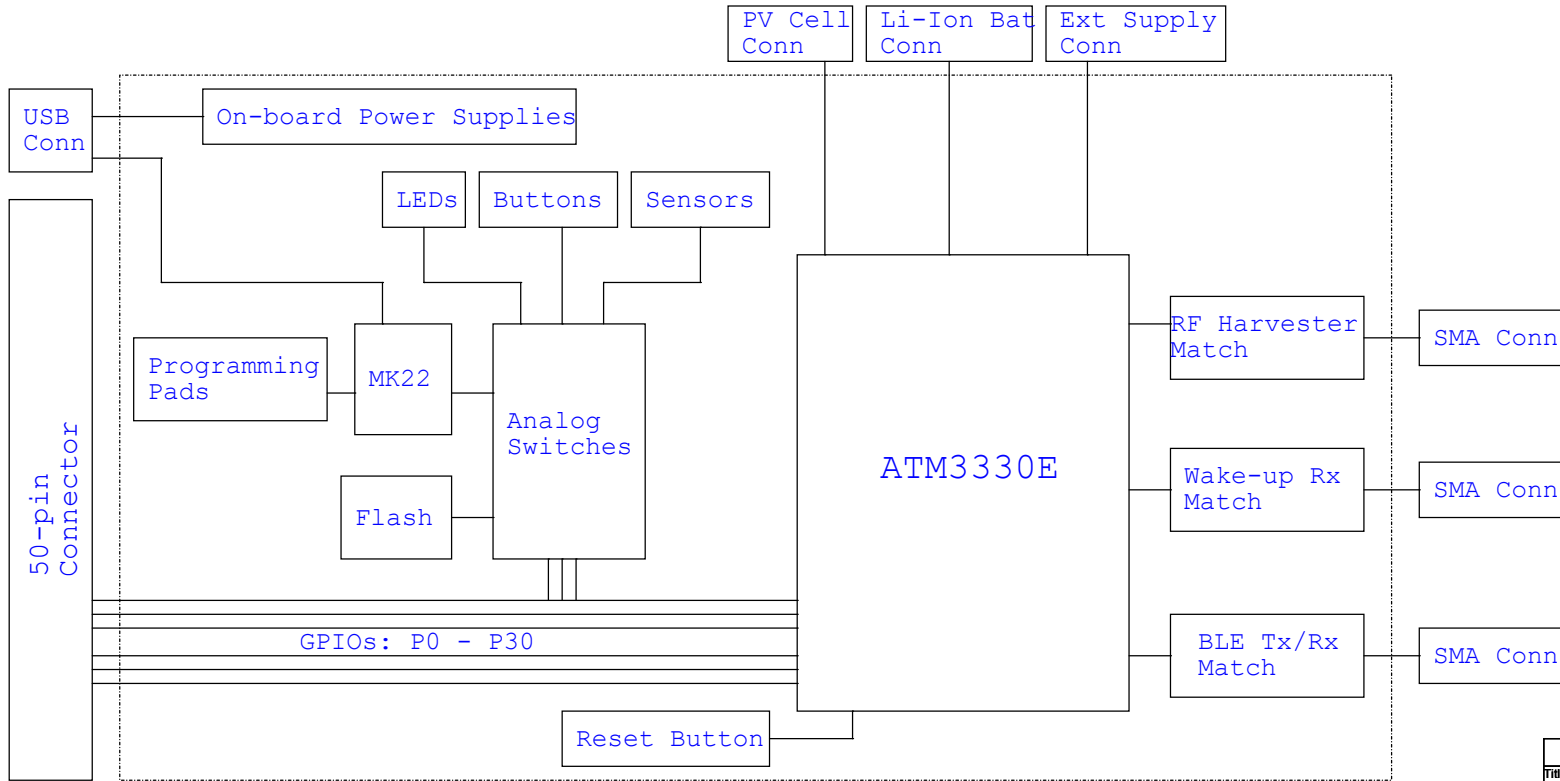 PV Cell
Conn
Li-Ion Bat
Conn
Ext Supply
Conn
USB
Conn
On-board Power Supplies
LEDs
Buttons
Sensors
Programming
Pads
MK22
Analog
Switches
Flash
ATM3330E
RF Harvester
Match
SMA Conn
Wake-up Rx
Match
SMA Conn
BLE Tx/Rx
Match
SMA Conn
50-pin
Connector
GPIOs: P0 - P30
Reset Button